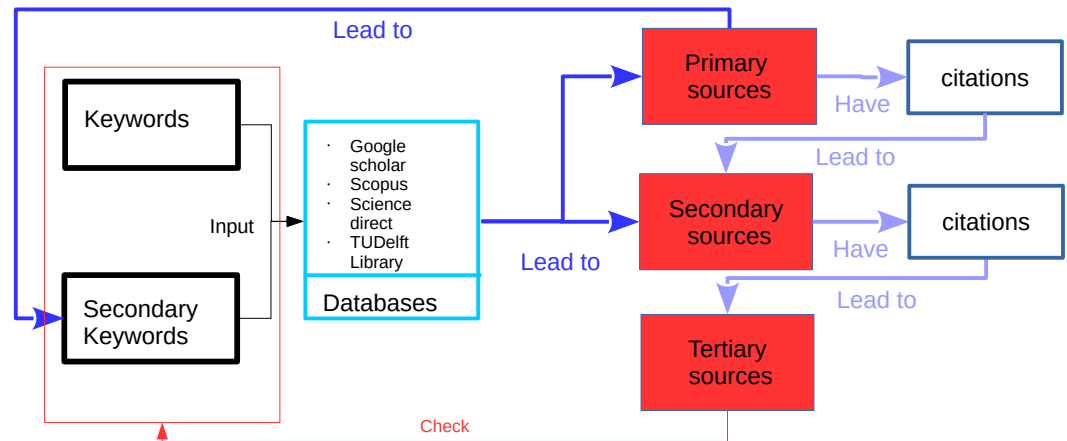 Lead to
Primary
sources
citations
Have
Keywords
· Google
scholar
· Scopus
· Science
direct
· TUDelft
Library
Databases
Input
Lead to
Secondary
sources
citations
Have
Lead to
Secondary
Keywords
Lead to
Tertiary
sources
Check